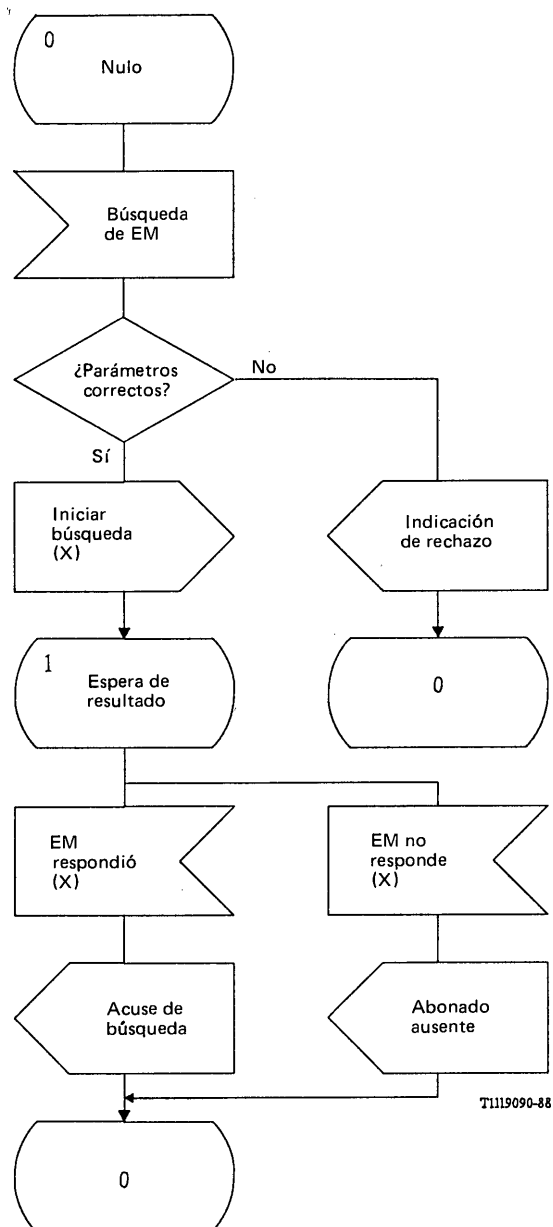 0
Nulo
Búsqueda
de EM
¿Parámetros
correctos?
No
Sí
Iniciar
búsqueda
(X)
Indicación
de rechazo
1
Espera de
resultado
0
EM
respondió
(X)
EM no
responde
(X)
Acuse de
búsqueda
Abonado
ausente
T1119090-88
0